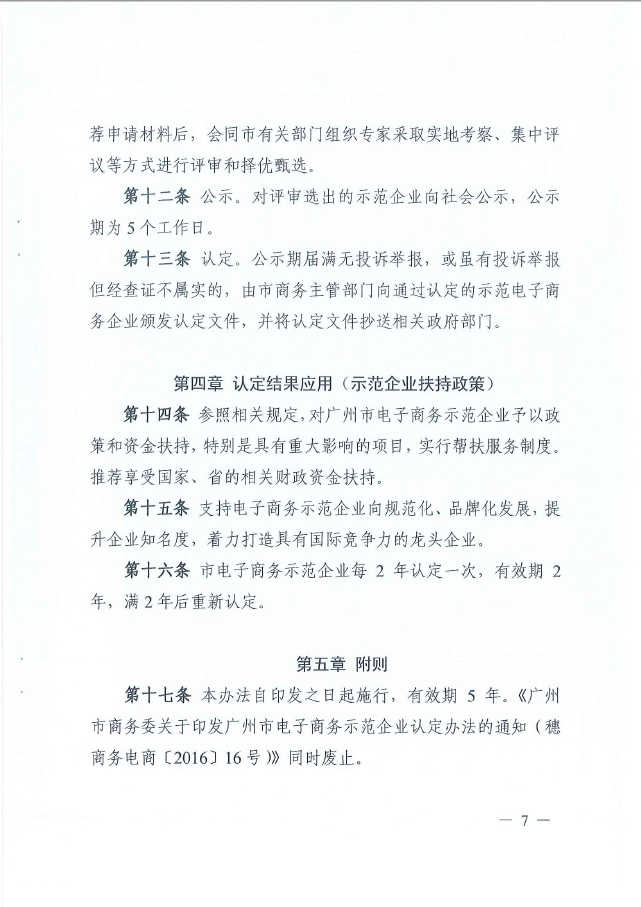 荐申请材料后，会同市有关部门组织专家采取实地考察、集中评
议等方式进行评审和择优甄选。
第十二条 公示。对评审选出的示范企业向社会公示，公示
期为5个工作日。
第十三条 认定。公示期届满无投诉举报，或虽有投诉举报
但经查证不属实的，由市商务主管部门向通过认定的示范电子商
务企业颁发认定文件，并将认定文件抄送相关政府部门。
第四章 认定结果应用（示范企业扶持政策）
第十四条 参照相关规定，对广州市电子商务示范企业予以政
策和资金扶持，特别是具有重大影响的项目，实行帮扶服务制度。
推荐享受国家、省的相关财政资金扶持。
第十五条 支持电子商务示范企业向规范化、品牌化发展，提
升企业知名度，着力打造具有国际竞争力的龙头企业。
第十六条 市电子商务示范企业每 2 年认定一次，有效期 2
年，满2年后重新认定。
第五章 附则
第十七条 本办法自印发之日起施行，有效期 5 年。《广州
市商务委关于印发广州市电子商务示范企业认定办法的通知（穗
商务电商〔2016〕16号）》同时废止。
— 7 —